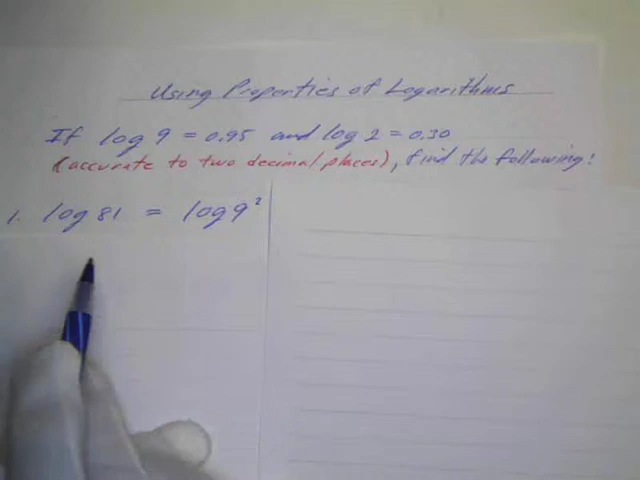 Using Properties of Logarithms
If log 9 = 0.95 and log 2 = 0.30
(accurate to two decimal places), find the following:
1. log 81 = log 9²